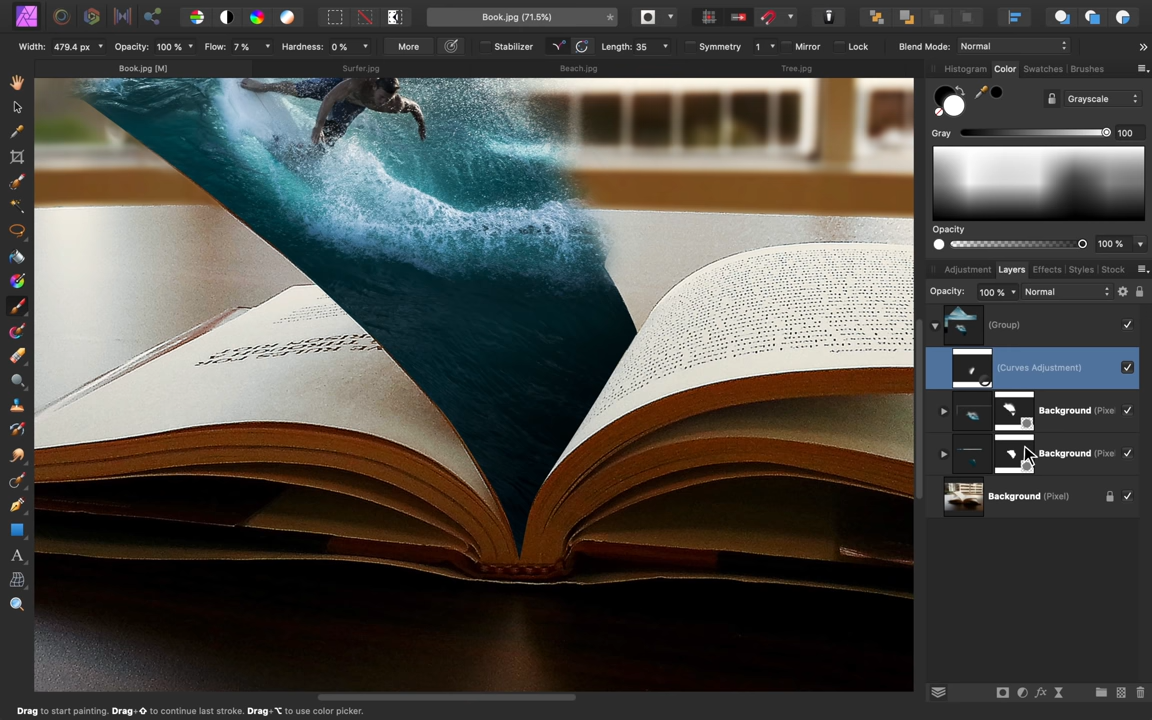 Book.jpg (71.5%)
Width: 479.4 px Opacity: 100 % Flow: 7 % Hardness: 0 % More Stabilizer Length: 35 Symmetry 1 Mirror Lock Blend Mode: Normal
Book.jpg [M] Surfer.jpg Beach.jpg Tree.jpg
Histogram Color Swatches Brushes
Grayscale
Gray 100
Opacity
100 %
Adjustment Layers Effects Styles Stock
Opacity: 100 % Normal
(Group)
(Curves Adjustment)
Background (Pixe
Background (Pixe
Background (Pixel)
A
Drag to start painting. Drag+⇧ to continue last stroke. Drag+⌥ to use color picker.